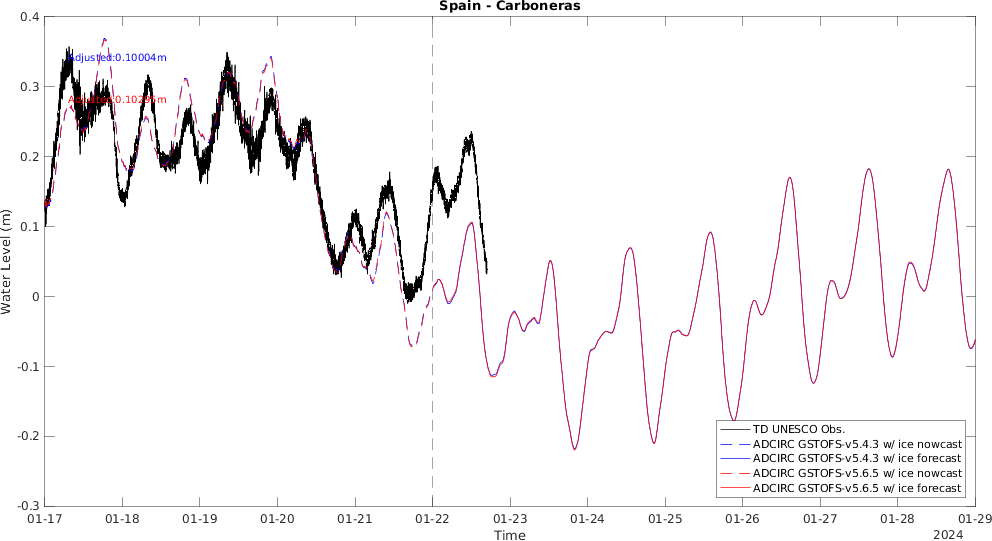 Spain - Carboneras
0.4
0.3
0.2
0.1
0
-0.1
-0.2
-0.3
Water Level (m)
Adjusted:0.10004m
TD UNESCO Obs.
ADCIRC GSTOFS-v5.4.3 w/ ice nowcast
ADCIRC GSTOFS-v5.4.3 w/ ice forecast
ADCIRC GSTOFS-v5.6.5 w/ ice nowcast
ADCIRC GSTOFS-v5.6.5 w/ ice forecast
01-17
01-18
01-19
01-20
01-21
01-22
01-23
01-24
01-25
01-26
01-27
01-28
01-29
Time
2024